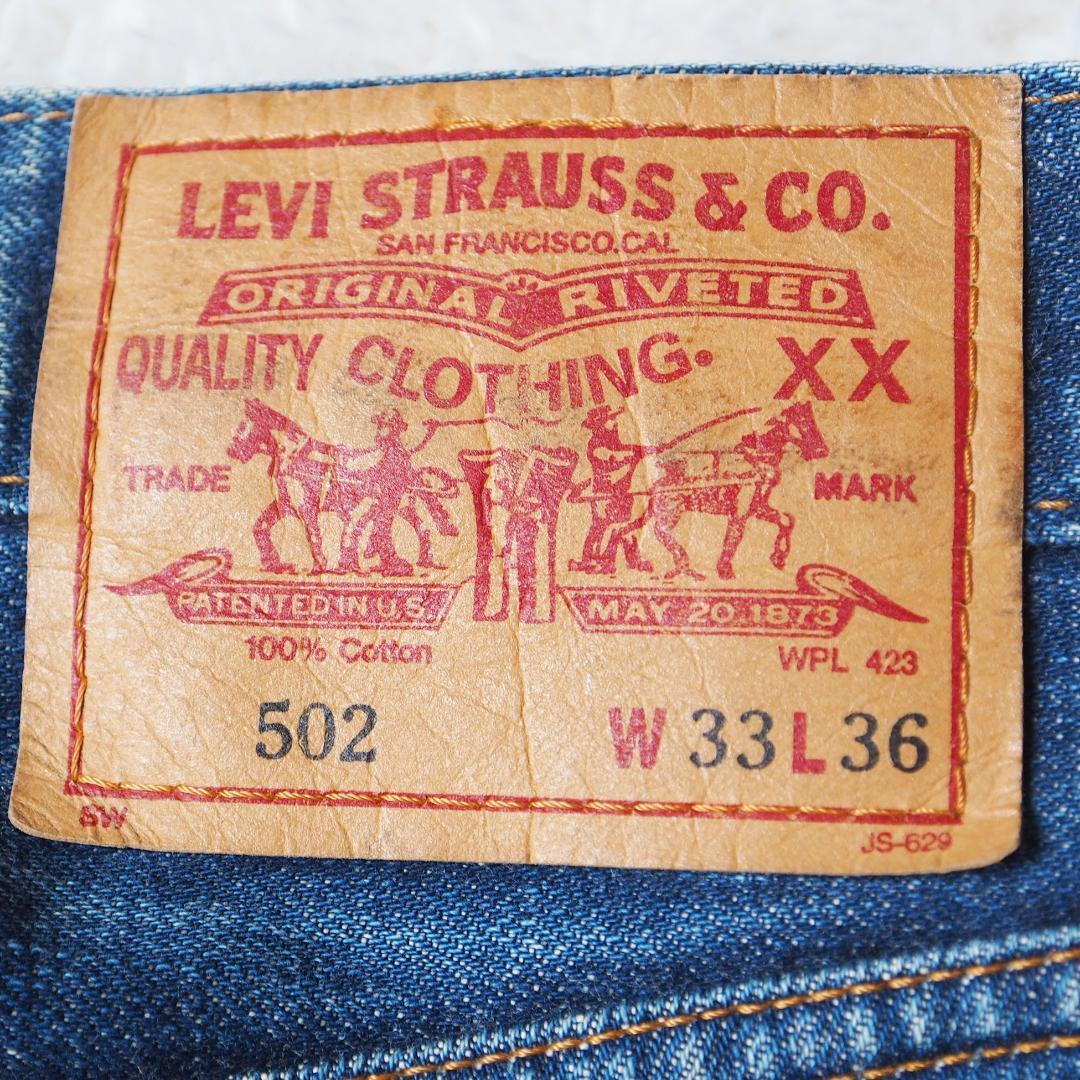 LEVI STRAUSS & CO.
SAN FRANCISCO.CAL
ORIGINAL RIVETED
QUALITY CLOTHING. XX
TRADE MARK
PATENTED IN U.S. MAY 20.1873
100% Cotton WPL 423
502 W 33 L 36
SW JS-629